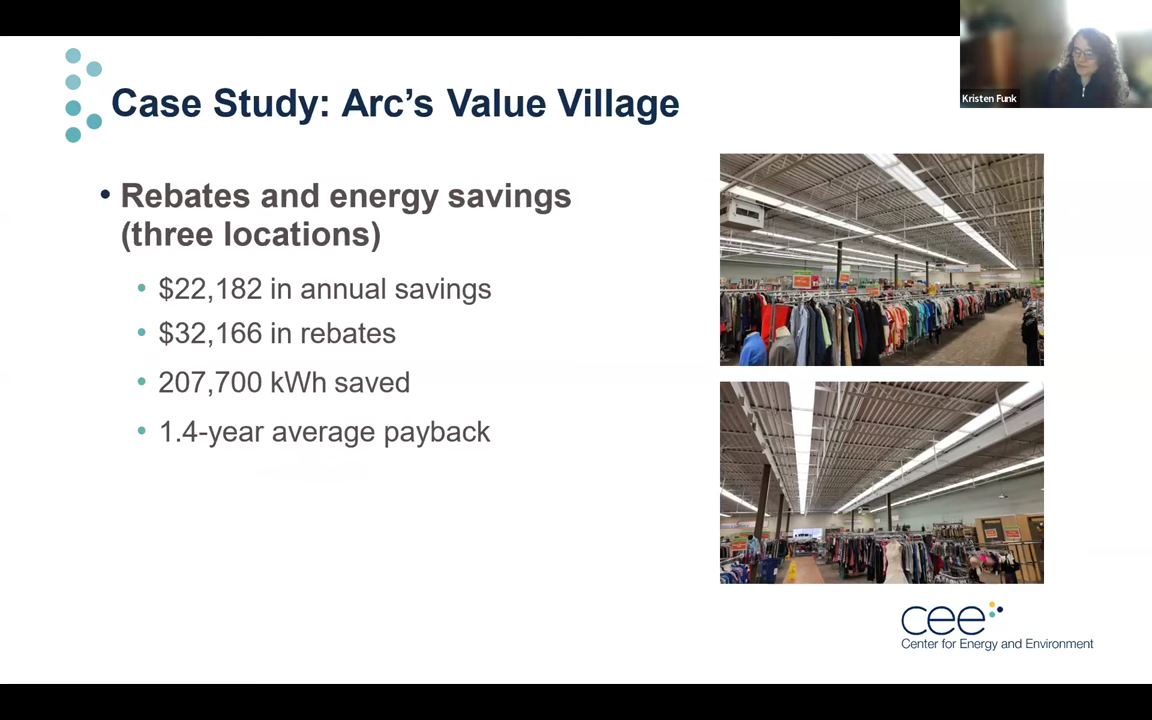 Kristen Funk
Case Study: Arc's Value Village
• Rebates and energy savings
(three locations)
• $22,182 in annual savings
• $32,166 in rebates
• 207,700 kWh saved
• 1.4-year average payback
cee
Center for Energy and Environment